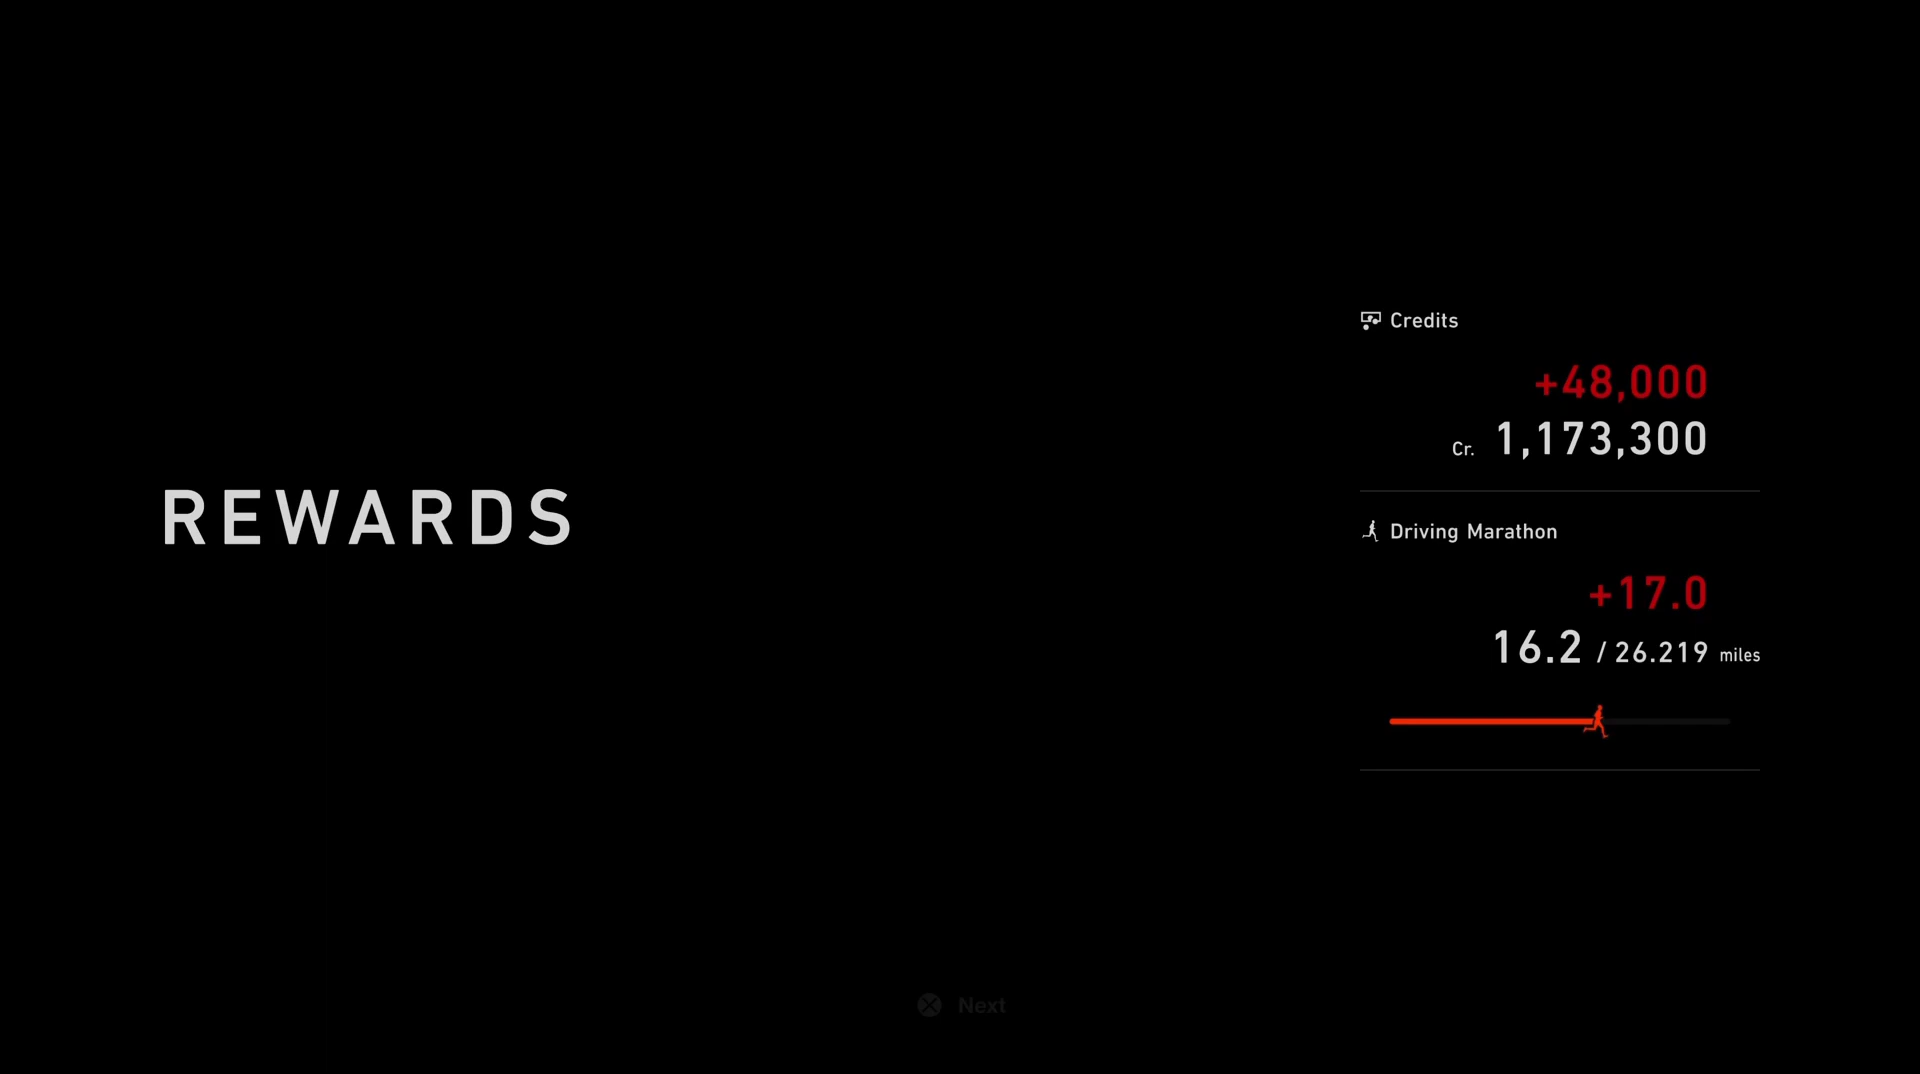 REWARDS
Credits
+48,000
Cr. 1,173,300
Driving Marathon
+17.0
16.2 / 26.219 miles
Next